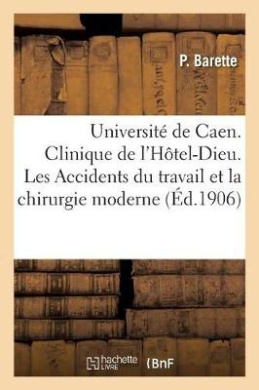 P. Barette
Université de Caen.
Clinique de l'Hôtel-Dieu.
Les Accidents du travail et la
chirurgie moderne (Éd.1906)
hachette
LIVRE
{BnF